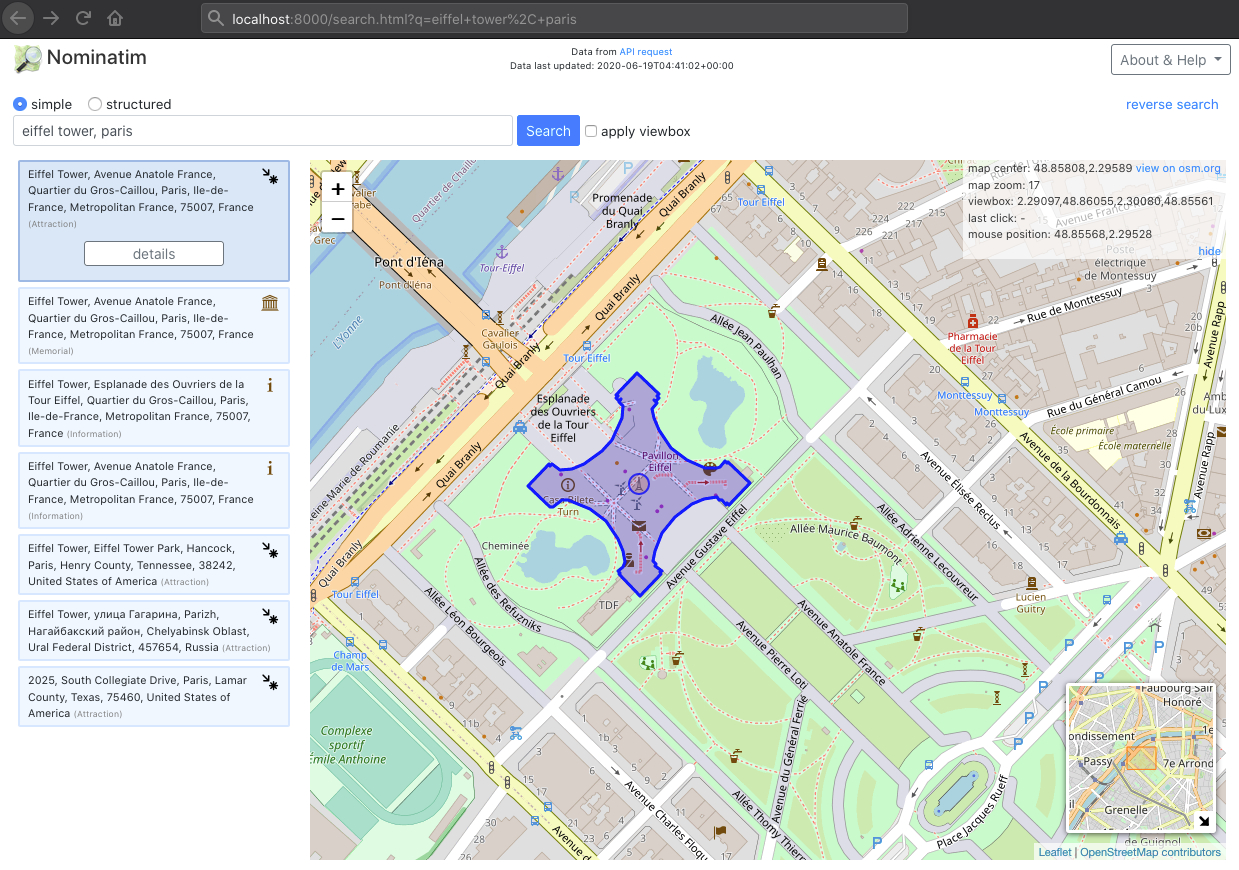 localhost:8000/search.html?q=eiffel+tower%2C+paris
Nominatim
Data from API request
Data last updated: 2020-06-19T04:41:02+00:00
About & Help
simple
structured
reverse search
eiffel tower, paris
Search
apply viewbox
Eiffel Tower, Avenue Anatole France,
Quartier du Gros-Caillou, Paris, Ile-de-
France, Metropolitan France, 75007, France
(Attraction)
details
Eiffel Tower, Avenue Anatole France,
Quartier du Gros-Caillou, Paris, Ile-de-
France, Metropolitan France, 75007, France
(Memorial)
Eiffel Tower, Esplanade des Ouvriers de la
Tour Eiffel, Quartier du Gros-Caillou, Paris,
Ile-de-France, Metropolitan France, 75007,
France (Information)
Eiffel Tower, Avenue Anatole France,
Quartier du Gros-Caillou, Paris, Ile-de-
France, Metropolitan France, 75007, France
(Information)
Eiffel Tower, Eiffel Tower Park, Hancock,
Paris, Henry County, Tennessee, 38242,
United States of America (Attraction)
Eiffel Tower, улица Гагарина, Parizh,
Нагайбакский район, Chelyabinsk Oblast,
Ural Federal District, 457654, Russia (Attraction)
2025, South Collegiate Drive, Paris, Lamar
County, Texas, 75460, United States of
America (Attraction)
+
−
map center: 48.85808,2.29589 view on osm.org
map zoom: 17
viewbox: 2.29097,48.86055,2.30080,48.85561
last click: -
mouse position: 48.85568,2.29528
hide
Promenade
du Quai
Branly
Quai Branly
Tour Eiffel
Tour-Eiffel
Pont d'Iéna
Pont d'Iéna
L'Yonne
Cavalier
Gaulois
Quai Branly
Tour Eiffel
Quai Branly
Allée Jean Paulhan
Esplanade
des Ouvriers
de la Tour
Eiffel
Pavillon
Eiffel
Turn
Cheminée
TDF
Avenue Gustave Eiffel
Quai Branly
Quai Branly
Tour Eiffel
Allée des Refuzniks
Allée Léon Bourgeois
Champ
de Mars
Complexe
sportif
Émile Anthoine
électrique
de Montessuy
Rue de Monttessuy
Pharmacie
de la Tour
Eiffel
Monttessuy
Monttessuy
Rue du Général Camou
École primaire
École maternelle
Avenue Rapp
Avenue Rapp
Avenue de la Bourdonnais
Avenue Élisée Reclus
Allée Adrienne Lecouvreur
Allée Maurice Baumont
Lucien
Guitry
Avenue Anatole France
Avenue Pierre Loti
Avenue du Général Ferrié
Avenue Charles Floqu
Allée Thomy Thierr
Place Jacques Rueff
Avenue d
Faubourg Sain
Honoré
ondissement
Passy
7e Arrond
Grenelle
de Guignol
Leaflet | OpenStreetMap contributors